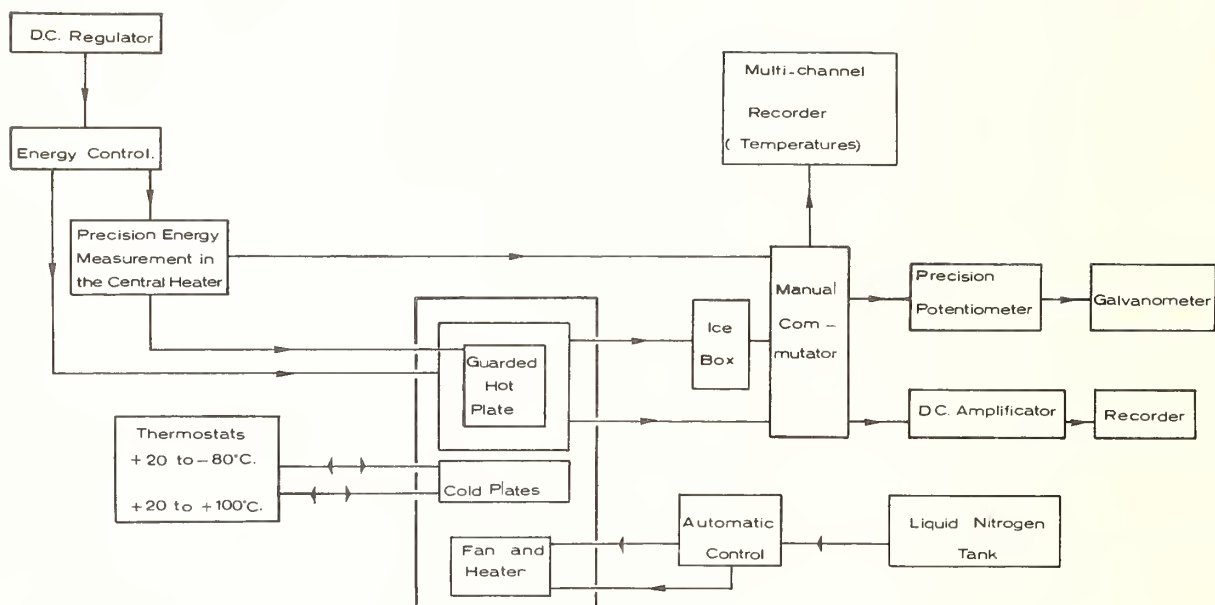 D.C. Regulator
Energy Control.
Precision Energy
Measurement in
the Central Heater
Multi-channel
Recorder
( Temperatures)
Manual
Com -
mutator
Precision
Potentiometer
Galvanometer
Ice
Box
Guarded
Hot
Plate
D.C. Amplificator
Recorder
Thermostats
+20 to -80°C.
+20 to +100°C.
Cold Plates
Fan and
Heater
Automatic
Control
Liquid Nitrogen
Tank